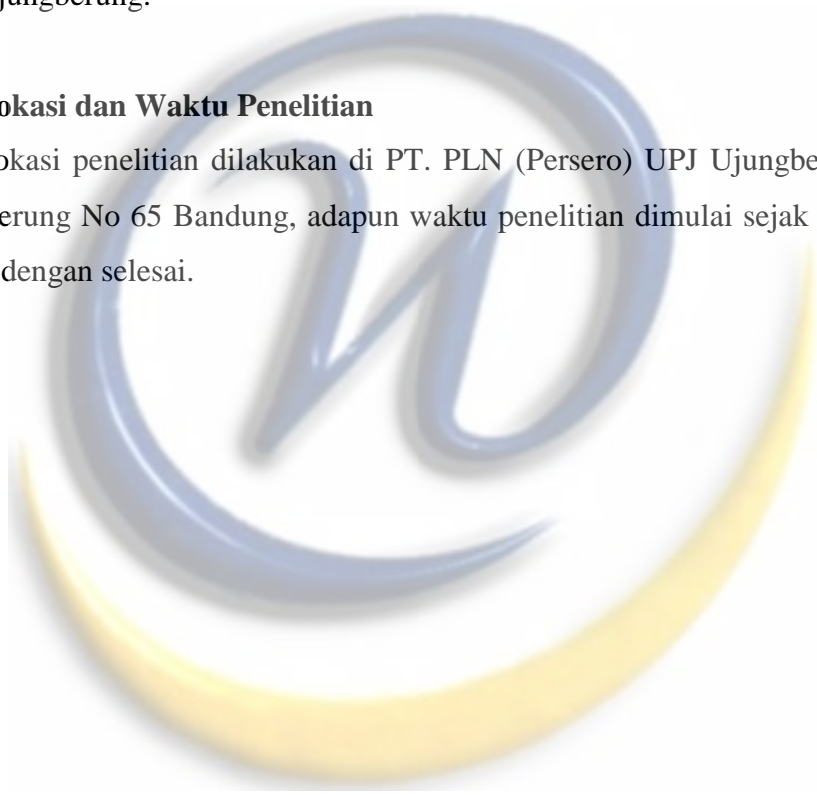 jungberung.
okasi dan Waktu Penelitian
okasi penelitian dilakukan di PT. PLN (Persero) UPJ Ujungbe
erung No 65 Bandung, adapun waktu penelitian dimulai sejak
dengan selesai.